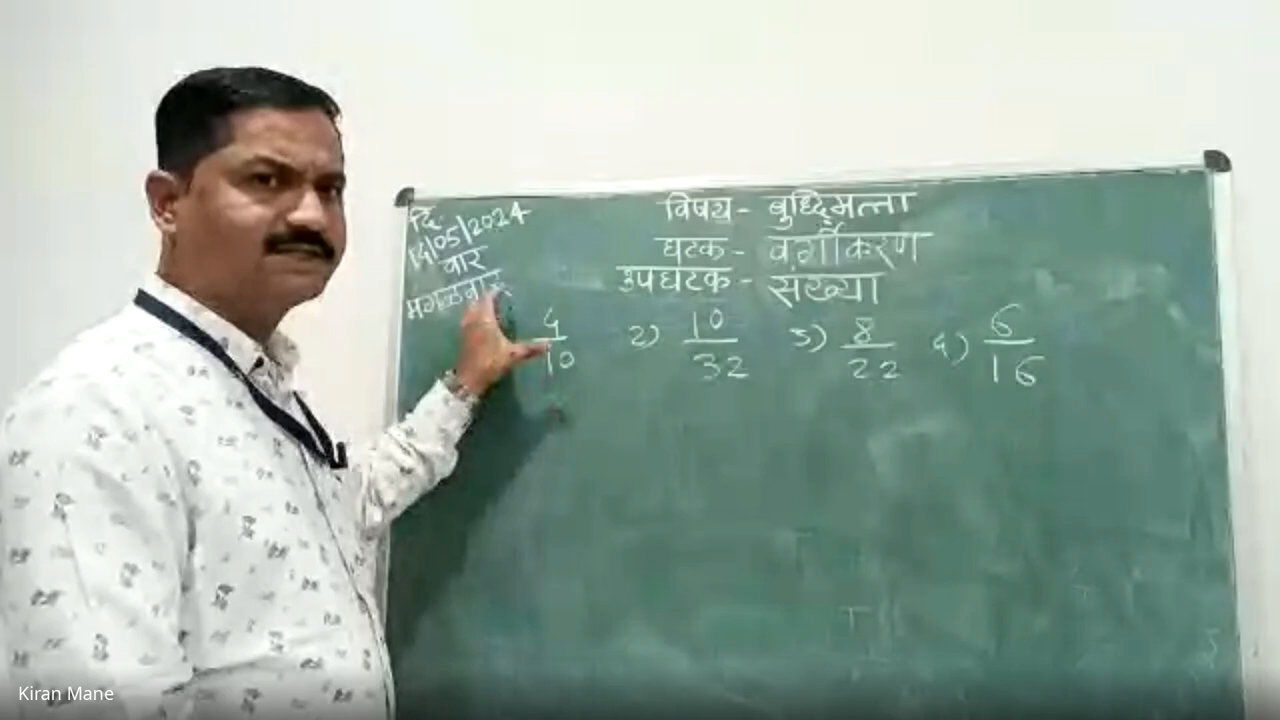 दि.
14/05/2024
वार
मंगळवार
विषय - बुध्दिमत्ता
घटक - वर्गीकरण
उपघटक - संख्या
4/10 2) 10/32 3) 8/22 4) 6/16
Kiran Mane